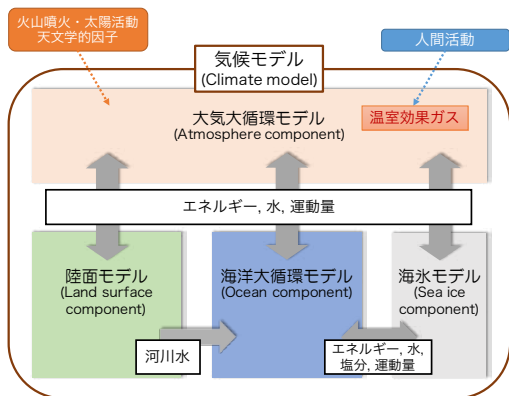 火山噴火・太陽活動
天文学的因子
人間活動
気候モデル
(Climate model)
大気大循環モデル
(Atmosphere component)
温室効果ガス
エネルギー, 水, 運動量
陸面モデル
(Land surface
component)
海洋大循環モデル
(Ocean component)
海氷モデル
(Sea ice
component)
河川水
エネルギー, 水,
塩分, 運動量